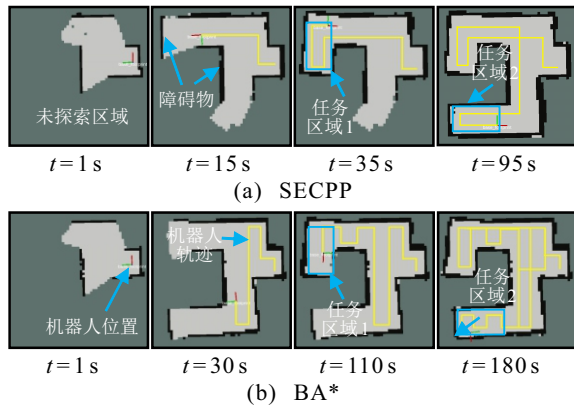 未探索区域
障碍物
任务
区域1
任务
区域2
t=1 s
t=15 s
t=35 s
t=95 s
(a) SECPP
机器人位置
机器人
轨迹
任务
区域1
任务
区域2
t=1 s
t=30 s
t=110 s
t=180 s
(b) BA*